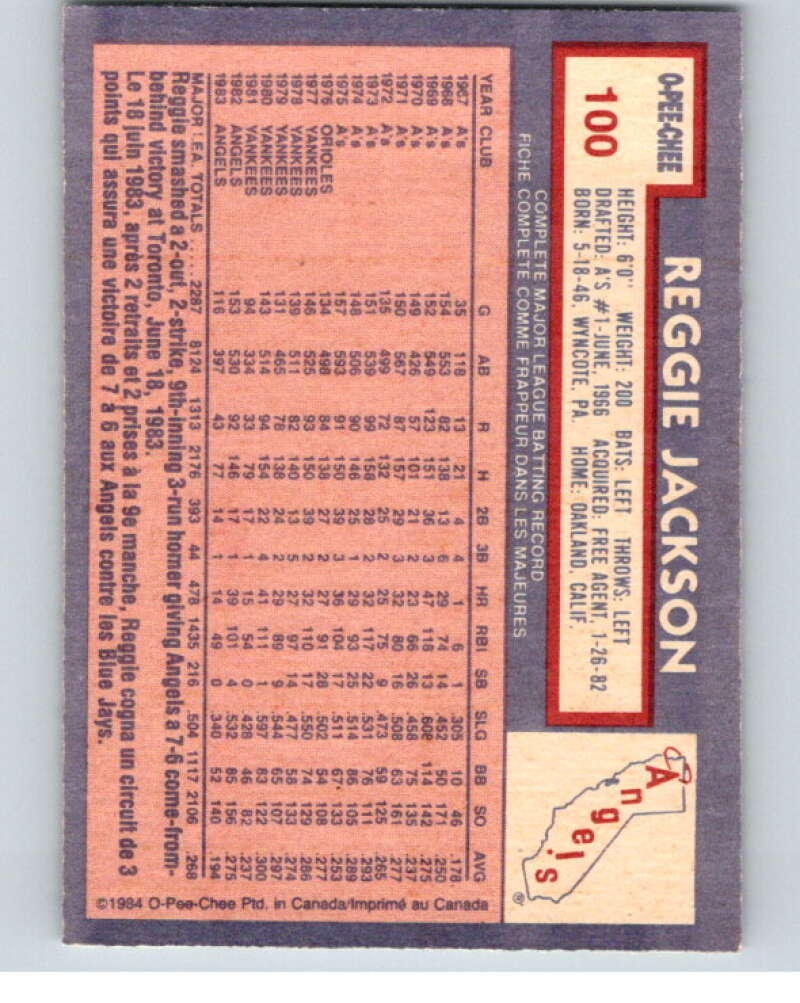 O-PEE-CHEE
100
REGGIE JACKSON
HEIGHT: 6'0" WEIGHT: 200 BATS: LEFT THROWS: LEFT
DRAFTED: A'S #1-JUNE, 1966 ACQUIRED: FREE AGENT, 1-26-82
BORN: 5-18-46, WYNCOTE, PA. HOME: OAKLAND, CALIF.
Angels
®
COMPLETE MAJOR LEAGUE BATTING RECORD
FICHE COMPLETE COMME FRAPPEUR DANS LES MAJEURES
YEAR CLUB G AB R H 2B 3B HR RBI SB SLG BB SO AVG
1967 A's 35 118 13 21 4 4 1 6 1 .305 10 46 .178
1968 A's 154 553 82 138 13 6 29 74 14 .452 50 171 .250
1969 A's 152 549 123 151 36 3 47 118 13 .608 114 142 .275
1970 A's 149 426 57 101 21 2 23 66 26 .458 75 135 .237
1971 A's 150 567 87 157 29 3 32 80 16 .508 63 161 .277
1972 A's 135 499 72 132 25 2 25 75 9 .473 59 125 .265
1973 A's 151 539 99 158 28 2 32 117 22 .531 76 111 .293
1974 A's 148 506 90 146 25 1 29 93 25 .514 86 105 .289
1975 A's 157 593 91 150 39 3 36 104 17 .511 67 133 .253
1976 ORIOLES 134 498 84 138 27 2 27 91 28 .502 54 108 .277
1977 YANKEES 146 525 93 150 39 2 32 110 17 .550 74 129 .286
1978 YANKEES 139 511 82 140 13 5 27 97 14 .477 58 133 .274
1979 YANKEES 131 465 78 138 24 2 29 89 9 .544 65 107 .297
1980 YANKEES 143 514 94 154 22 4 41 111 1 .597 83 122 .300
1981 YANKEES 94 334 33 79 17 1 15 54 0 .428 46 82 .237
1982 ANGELS 153 530 92 146 17 1 39 101 4 .532 85 156 .275
1983 ANGELS 116 397 43 77 14 1 14 49 0 .340 52 140 .194
MAJOR LEA. TOTALS ..... 2287 8124 1313 2176 393 44 478 1435 216 .504 1117 2106 .268
Reggie smashed a 2-out, 2-strike, 9th-inning 3-run homer giving Angels a 7-6 come-from-
behind victory at Toronto, June 18, 1983.
Le 18 juin 1983, après 2 retraits et 2 prises à la 9e manche, Reggie cogna un circuit de 3
points qui assura une victoire de 7 à 6 aux Angels contre les Blue Jays.
©1984 O-Pee-Chee Ptd. in Canada/Imprimé au Canada